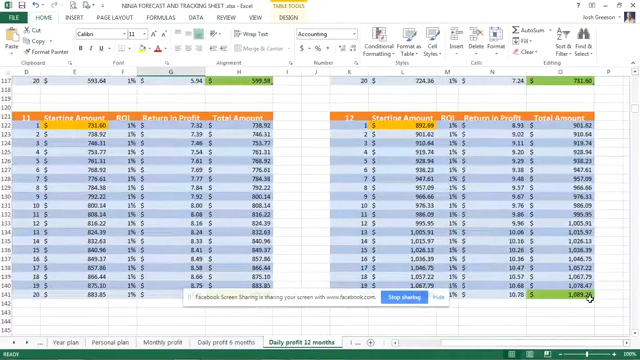 NINJA FORECAST AND TRACKING SHEET .xlsx - Excel
TABLE TOOLS
FILE HOME INSERT PAGE LAYOUT FORMULAS DATA REVIEW VIEW DESIGN
Josh Greeson
Cut
Copy
Format Painter
Clipboard
Calibri 11
B I U
Font
Wrap Text
Merge & Center
Alignment
Accounting
$ % ,
Number
Conditional Formatting Format as Table Cell Styles
Styles
Insert Delete Format
Cells
AutoSum
Fill
Clear
Sort & Filter Find & Select
Editing
D E F G H I J K L M N O P
117 20 $ 593.64 1% $ 5.94 $ 599.58 20 $ 724.36 1% $ 7.24 $ 731.60
121 11 Starting Amount ROI Return in Profit Total Amount 12 Starting Amount ROI Return in Profit Total Amount
122 1 $ 731.60 1% $ 7.32 $ 738.92 1 $ 892.69 1% $ 8.93 $ 901.62
2 $ 738.92 1% $ 7.39 $ 746.31 2 $ 901.62 1% $ 9.02 $ 910.64
3 $ 746.31 1% $ 7.46 $ 753.77 3 $ 910.64 1% $ 9.11 $ 919.74
4 $ 753.77 1% $ 7.54 $ 761.31 4 $ 919.74 1% $ 9.20 $ 928.94
5 $ 761.31 1% $ 7.61 $ 768.92 5 $ 928.94 1% $ 9.29 $ 938.23
6 $ 768.92 1% $ 7.69 $ 776.61 6 $ 938.23 1% $ 9.38 $ 947.61
7 $ 776.61 1% $ 7.77 $ 784.38 7 $ 947.61 1% $ 9.48 $ 957.09
8 $ 784.38 1% $ 7.84 $ 792.22 8 $ 957.09 1% $ 9.57 $ 966.66
9 $ 792.22 1% $ 7.92 $ 800.14 9 $ 966.66 1% $ 9.67 $ 976.33
10 $ 800.14 1% $ 8.00 $ 808.14 10 $ 976.33 1% $ 9.76 $ 986.09
11 $ 808.14 1% $ 8.08 $ 816.22 11 $ 986.09 1% $ 9.86 $ 995.95
12 $ 816.22 1% $ 8.16 $ 824.39 12 $ 995.95 1% $ 9.96 $ 1,005.91
13 $ 824.39 1% $ 8.24 $ 832.63 13 $ 1,005.91 1% $ 10.06 $ 1,015.97
14 $ 832.63 1% $ 8.33 $ 840.96 14 $ 1,015.97 1% $ 10.16 $ 1,026.13
15 $ 840.96 1% $ 8.41 $ 849.37 15 $ 1% $ 10.26 $ 1,036.39
16 $ 849.37 1% $ 8.49 $ 857.86 16 $ 1,036.39 1% $ 10.36 $ 1,046.75
17 $ 857.86 1% $ 8.58 $ 866.44 17 $ 1,046.75 1% $ 10.47 $ 1,057.22
18 $ 866.44 1% $ 8.66 $ 875.10 18 $ 1,057.22 1% $ 10.57 $ 1,067.79
19 $ 875.10 1% $ 8.75 $ 19 $ 1,067.79 1% $ 10.68 $ 1,078.47
141 20 $ 883.85 1% 1% $ 10.78 $ 1,089.26
Facebook Screen Sharing is sharing your screen with www.facebook.com. Stop sharing Hide
142
143
144
145
Year plan Personal plan Monthly profit Daily profit 6 months Daily profit 12 months
100%